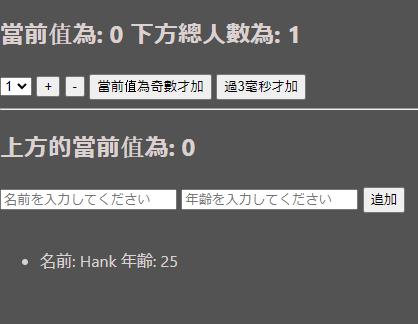 當前值為: 0 下方總人數為: 1
1 + - 當前值為奇數才加 過3毫秒才加
上方的當前值為: 0
名前を入力してください 年齢を入力してください 追加
名前: Hank 年齢: 25